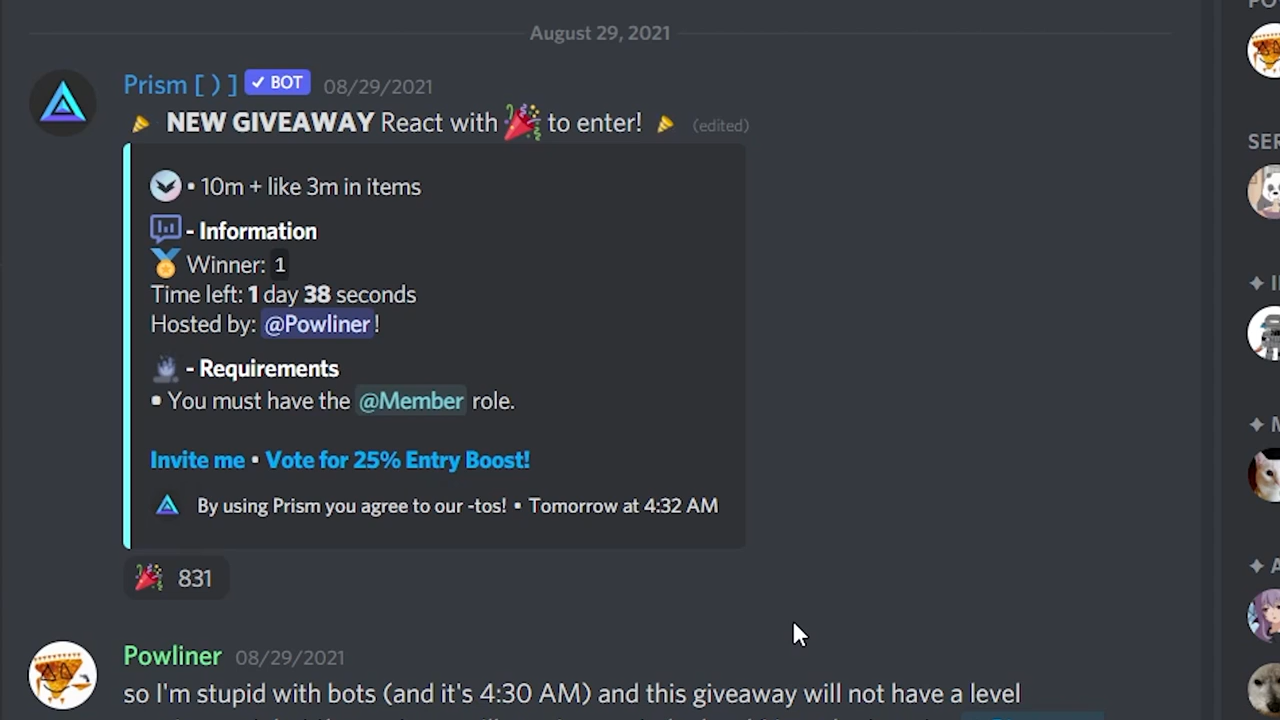 August 29, 2021
Prism [ ) ] ✓ BOT 08/29/2021
NEW GIVEAWAY React with 🎉 to enter! (edited)
• 10m + like 3m in items
- Information
Winner: 1
Time left: 1 day 38 seconds
Hosted by: @Powliner!
- Requirements
• You must have the @Member role.
Invite me • Vote for 25% Entry Boost!
By using Prism you agree to our -tos! • Tomorrow at 4:32 AM
🎉 831
Powliner 08/29/2021
so I'm stupid with bots (and it's 4:30 AM) and this giveaway will not have a level
SER